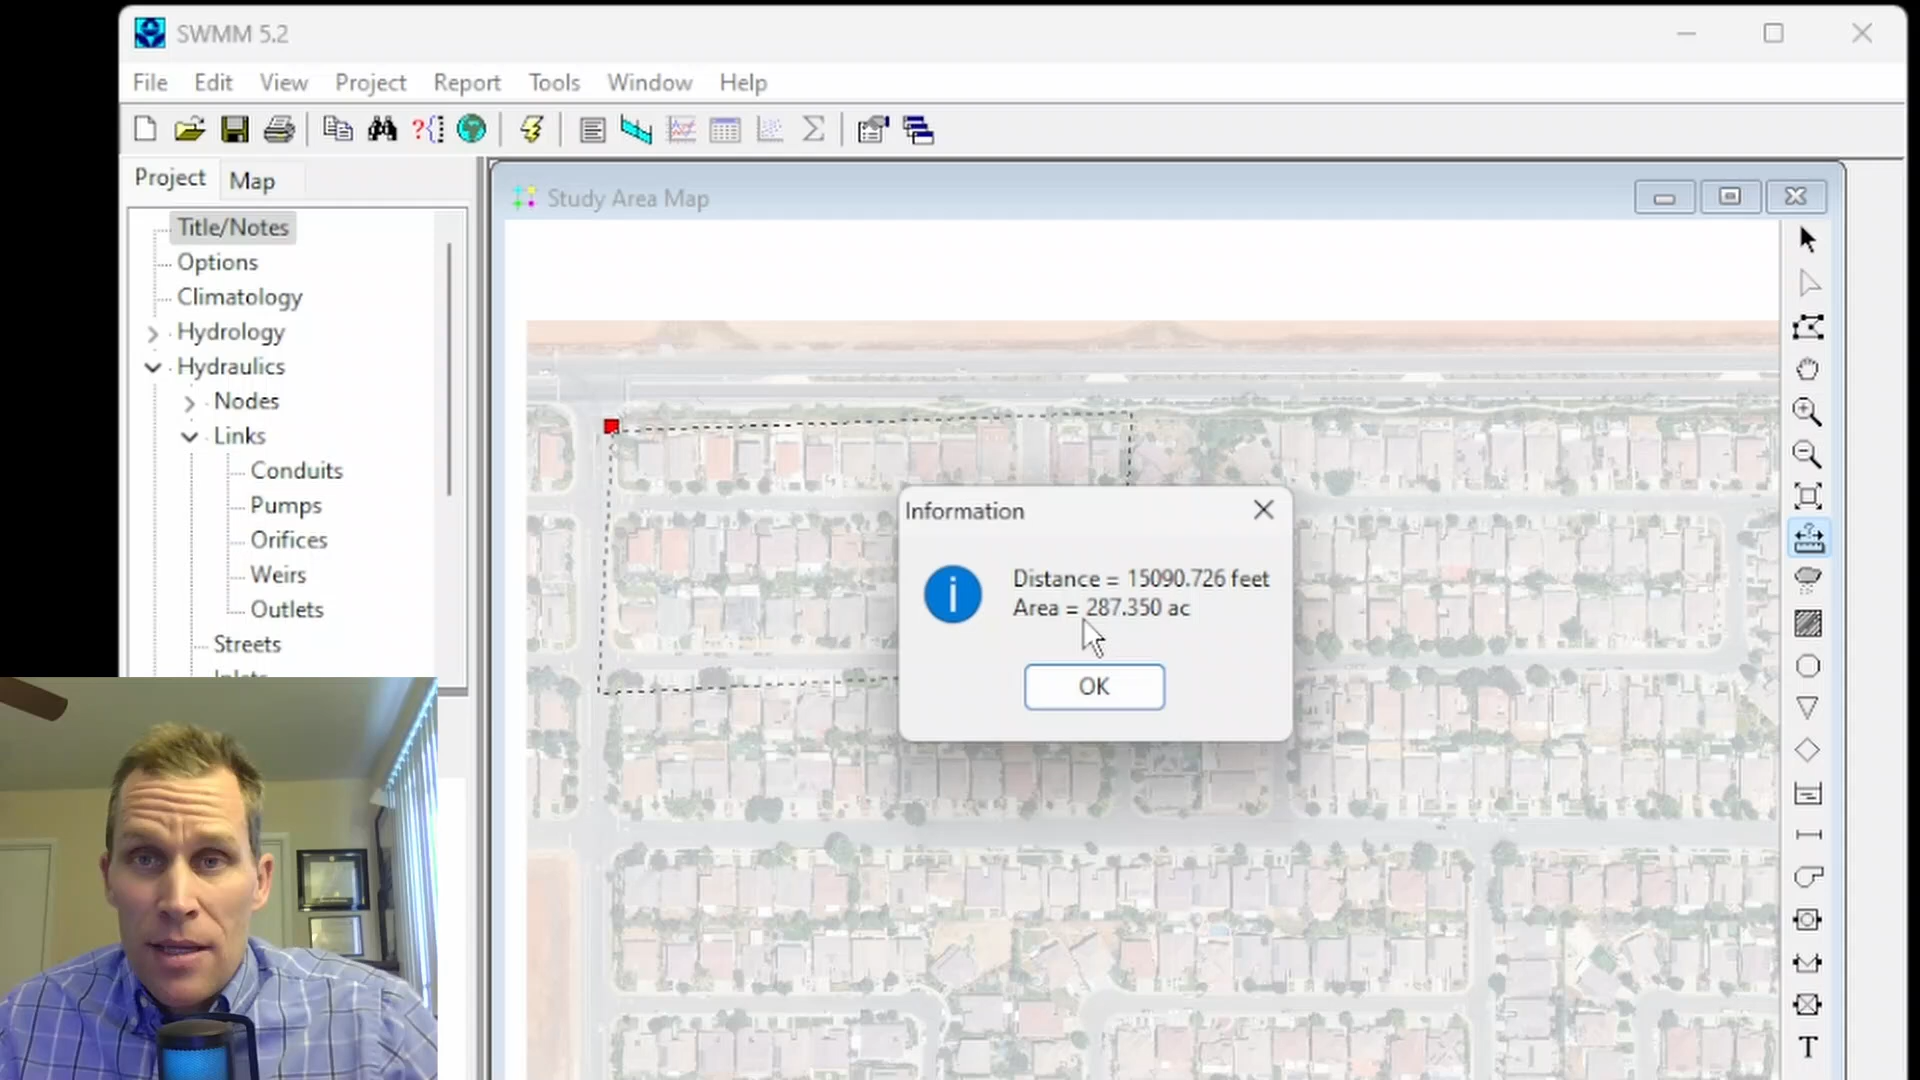 SWMM 5.2
File Edit View Project Report Tools Window Help
Project Map
Title/Notes
Options
Climatology
Hydrology
Hydraulics
Nodes
Links
Conduits
Pumps
Orifices
Weirs
Outlets
Streets
Inlets
Study Area Map
Information
Distance = 15090.726 feet
Area = 287.350 ac
OK
T